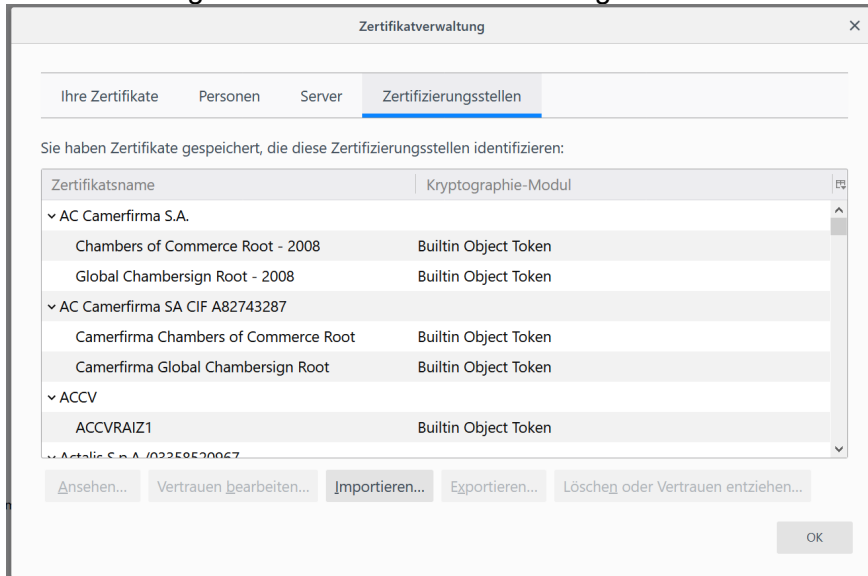 Zertifikatverwaltung
Ihre Zertifikate Personen Server Zertifizierungsstellen
Sie haben Zertifikate gespeichert, die diese Zertifizierungsstellen identifizieren:
Zertifikatsname Kryptographie-Modul
AC Camerfirma S.A.
Chambers of Commerce Root - 2008 Builtin Object Token
Global Chambersign Root - 2008 Builtin Object Token
AC Camerfirma SA CIF A82743287
Camerfirma Chambers of Commerce Root Builtin Object Token
Camerfirma Global Chambersign Root Builtin Object Token
ACCV
ACCVRAIZ1 Builtin Object Token
Actalis S.p.A./03358520967
Ansehen... Vertrauen bearbeiten... Importieren... Exportieren... Löschen oder Vertrauen entziehen...
OK